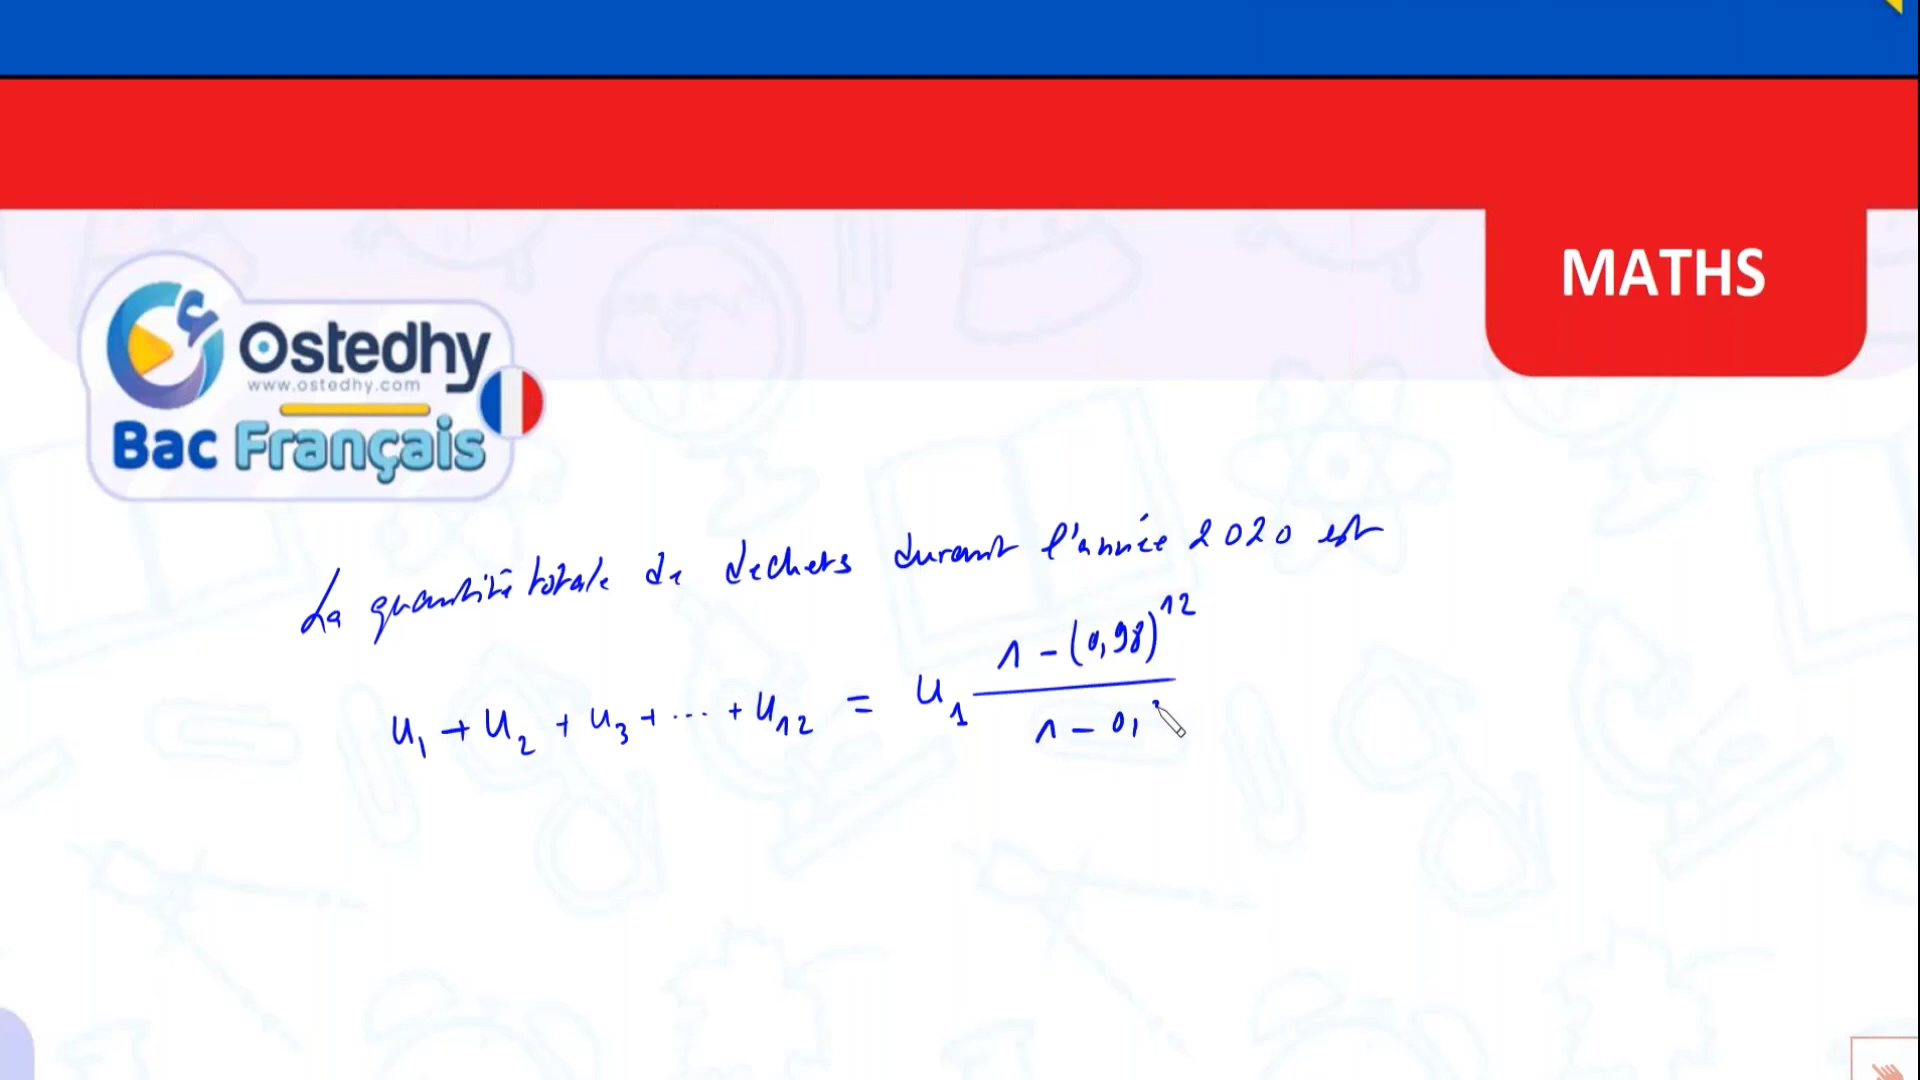 MATHS
Ostedhy
www.ostedhy.com
Bac Français
La quantité totale de dechets durant l'année 2020 est
u₁ + u₂ + u₃ + ... + u₁₂ = u₁ (1 - (0,98)¹²) / (1 - 0,